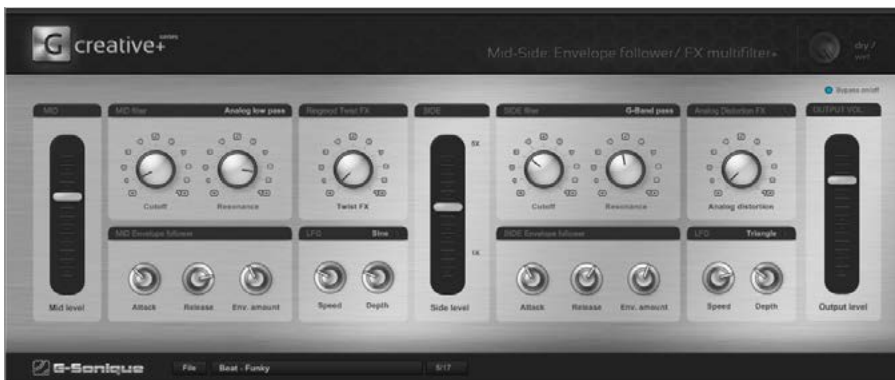 G creative+ series
Mid-Side Envelope follower/ FX multifilter+
dry / wet
Bypass on/off
MID
MID filter Analog low pass
Ringmod Twist FX
SIDE
SIDE filter G-Band pass
Analog Distortion FX
OUTPUT VOL.
Cutoff Resonance
Twist FX
6X
Cutoff Resonance
Analog distortion
MID Envelope follower
LFO Sine
1X
SIDE Envelope follower
LFO Triangle
Mid level
Attack Release Env. amount
Speed Depth
Side level
Attack Release Env. amount
Speed Depth
Output level
G-Sonique
File Beat - Funky